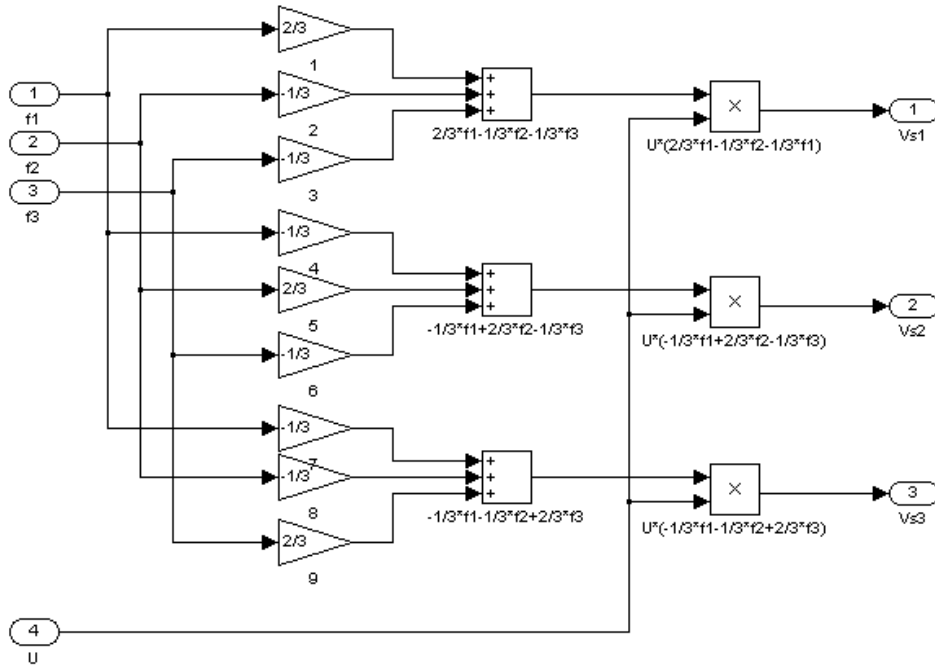 2/3
1
1
f1
-1/3
2
+
+
+
2/3*f1-1/3*f2-1/3*f3
×
U*(2/3*f1-1/3*f2-1/3*f1)
1
Vs1
2
f2
-1/3
3
3
f3
-1/3
4
2/3
5
+
+
+
-1/3*f1+2/3*f2-1/3*f3
×
U*(-1/3*f1+2/3*f2-1/3*f3)
2
Vs2
-1/3
6
-1/3
7
-1/3
8
+
+
+
-1/3*f1-1/3*f2+2/3*f3
×
U*(-1/3*f1-1/3*f2+2/3*f3)
3
Vs3
2/3
9
4
U